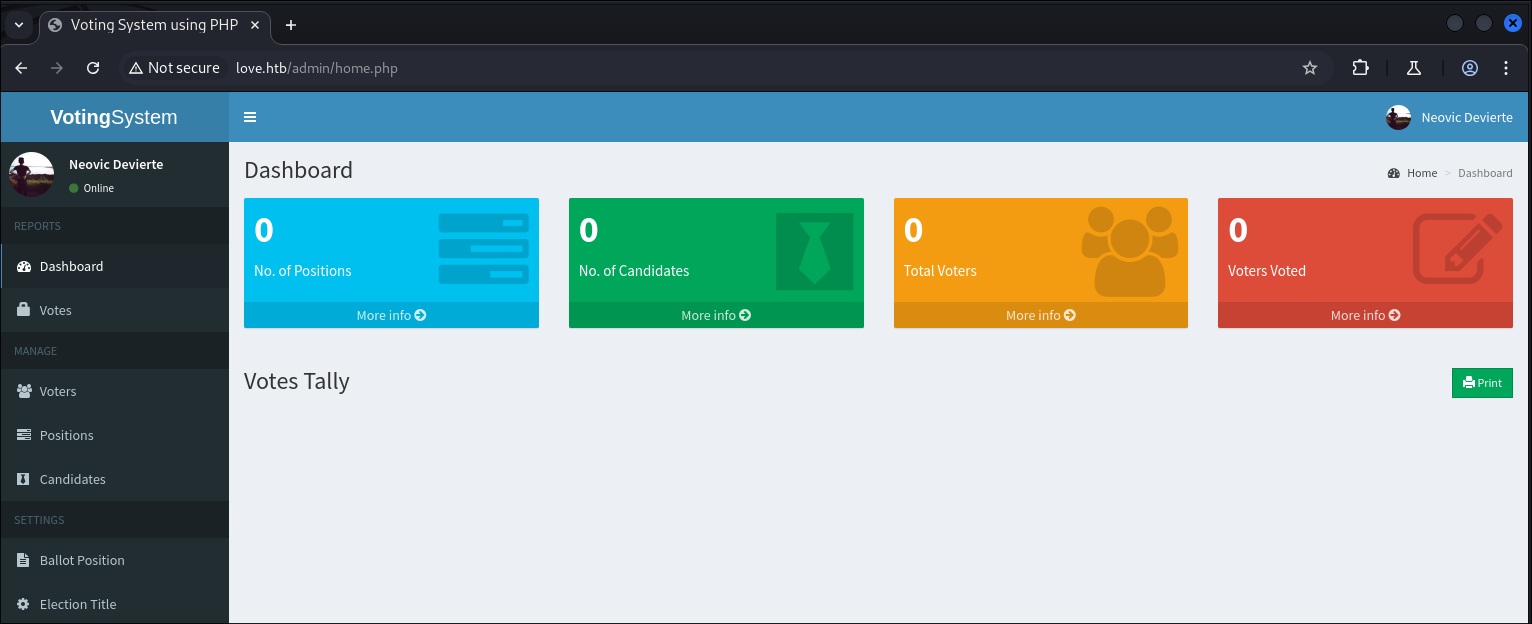 Voting System using PHP
Not secure love.htb/admin/home.php
VotingSystem
Neovic Devierte
Neovic Devierte
Online
REPORTS
Dashboard
Votes
MANAGE
Voters
Positions
Candidates
SETTINGS
Ballot Position
Election Title
Dashboard
Home > Dashboard
0
No. of Positions
More info
0
No. of Candidates
More info
0
Total Voters
More info
0
Voters Voted
More info
Votes Tally
Print